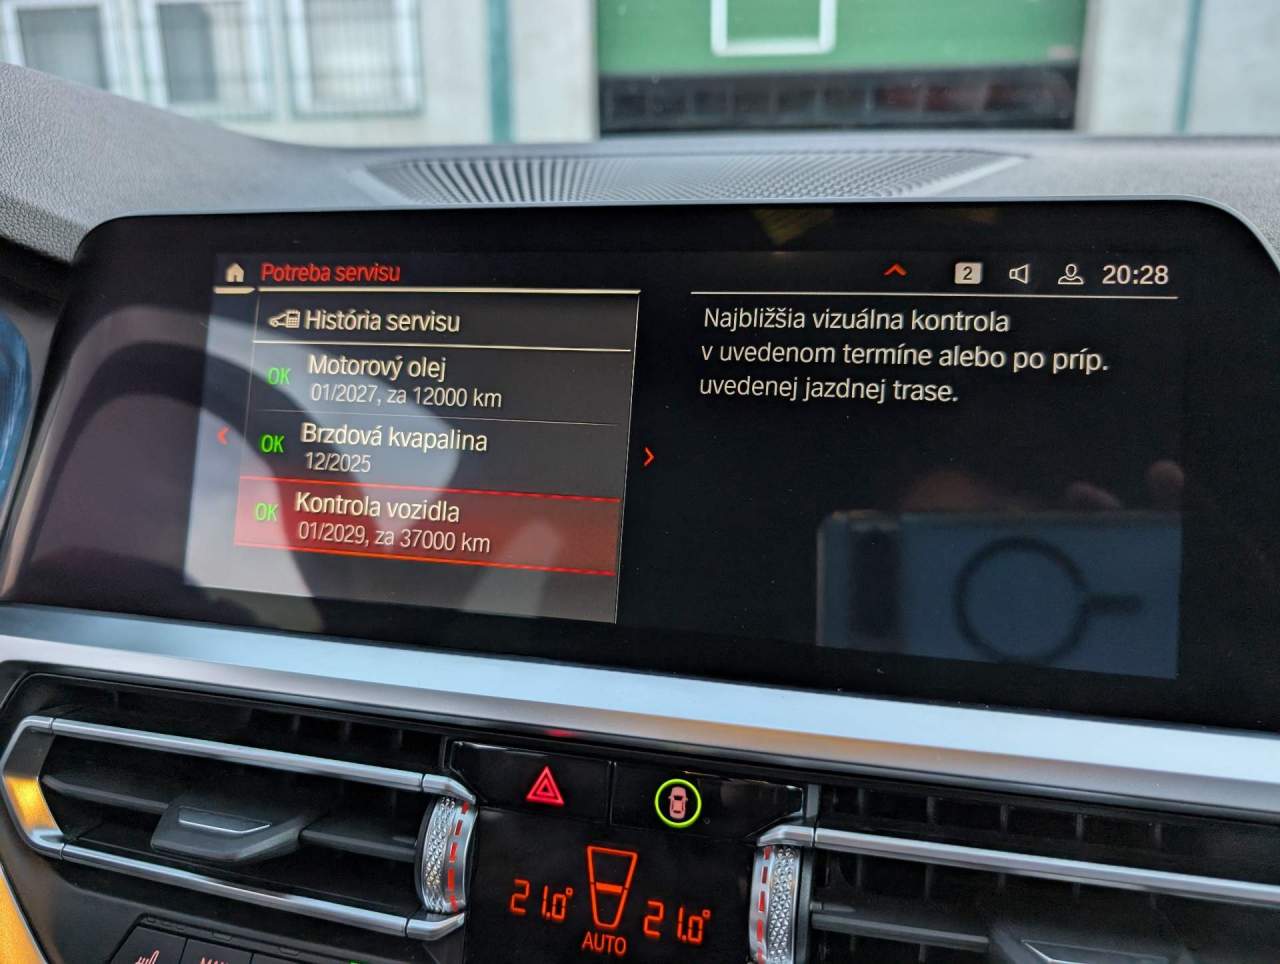 Potreba servisu
2
20:28
História servisu
OK
Motorový olej
01/2027, za 12000 km
OK
Brzdová kvapalina
12/2025
OK
Kontrola vozidla
01/2029, za 37000 km
Najbližšia vizuálna kontrola
v uvedenom termíne alebo po príp.
uvedenej jazdnej trase.
21.0°
21.0°
AUTO